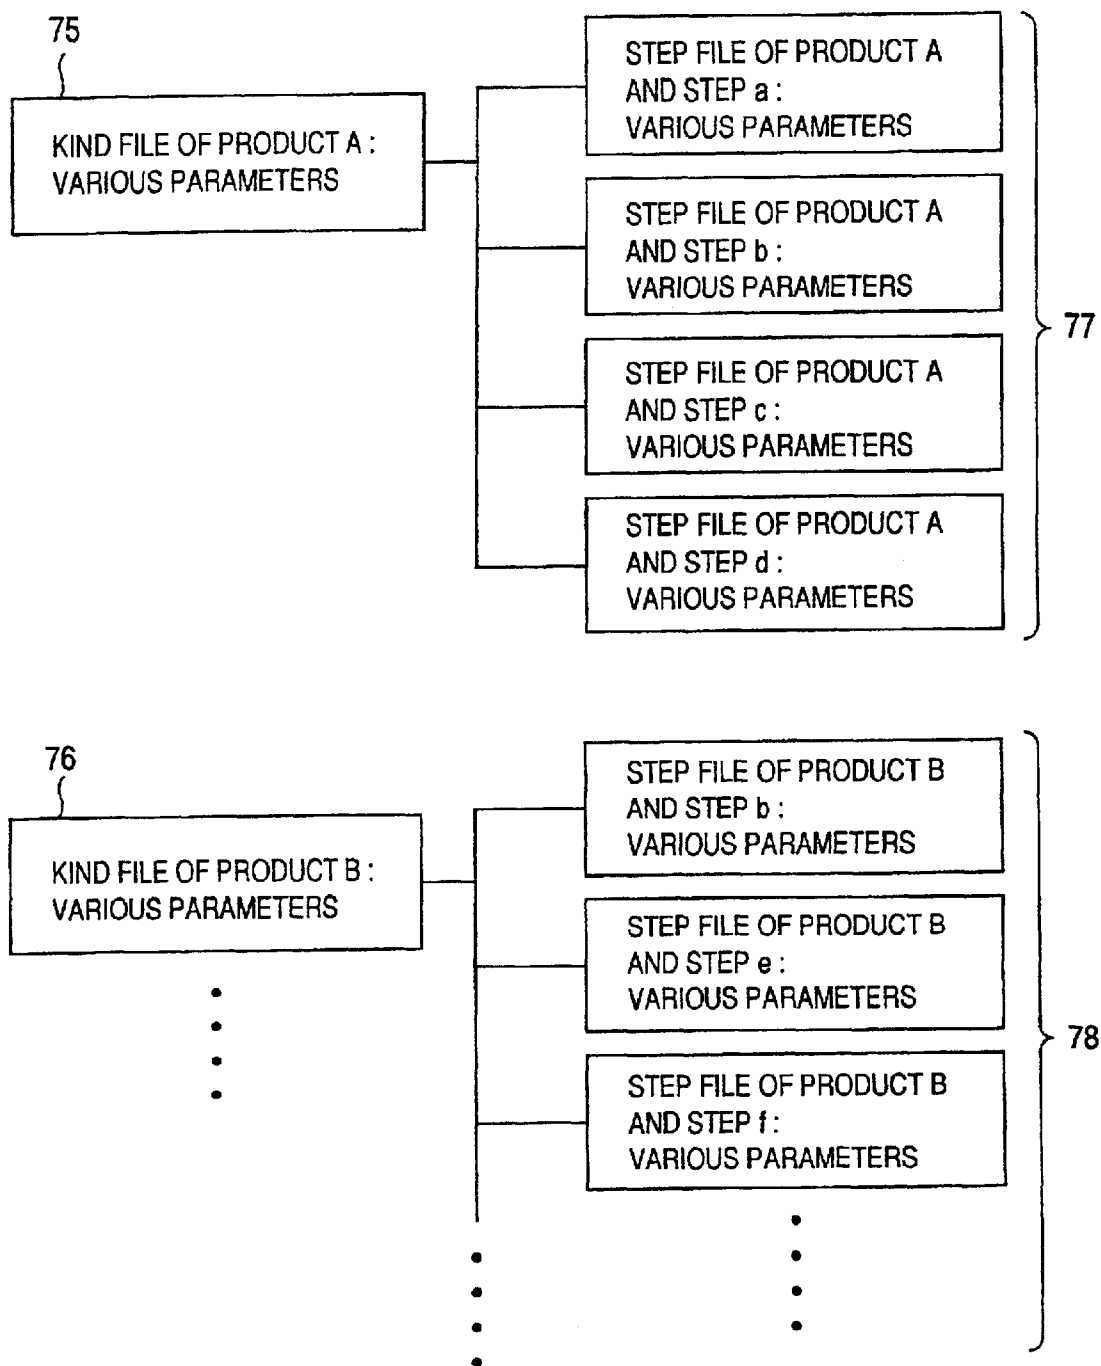 75
KIND FILE OF PRODUCT A :
VARIOUS PARAMETERS
STEP FILE OF PRODUCT A
AND STEP a :
VARIOUS PARAMETERS
STEP FILE OF PRODUCT A
AND STEP b :
VARIOUS PARAMETERS
STEP FILE OF PRODUCT A
AND STEP c :
VARIOUS PARAMETERS
STEP FILE OF PRODUCT A
AND STEP d :
VARIOUS PARAMETERS
77
76
KIND FILE OF PRODUCT B :
VARIOUS PARAMETERS
STEP FILE OF PRODUCT B
AND STEP b :
VARIOUS PARAMETERS
STEP FILE OF PRODUCT B
AND STEP e :
VARIOUS PARAMETERS
STEP FILE OF PRODUCT B
AND STEP f :
VARIOUS PARAMETERS
78